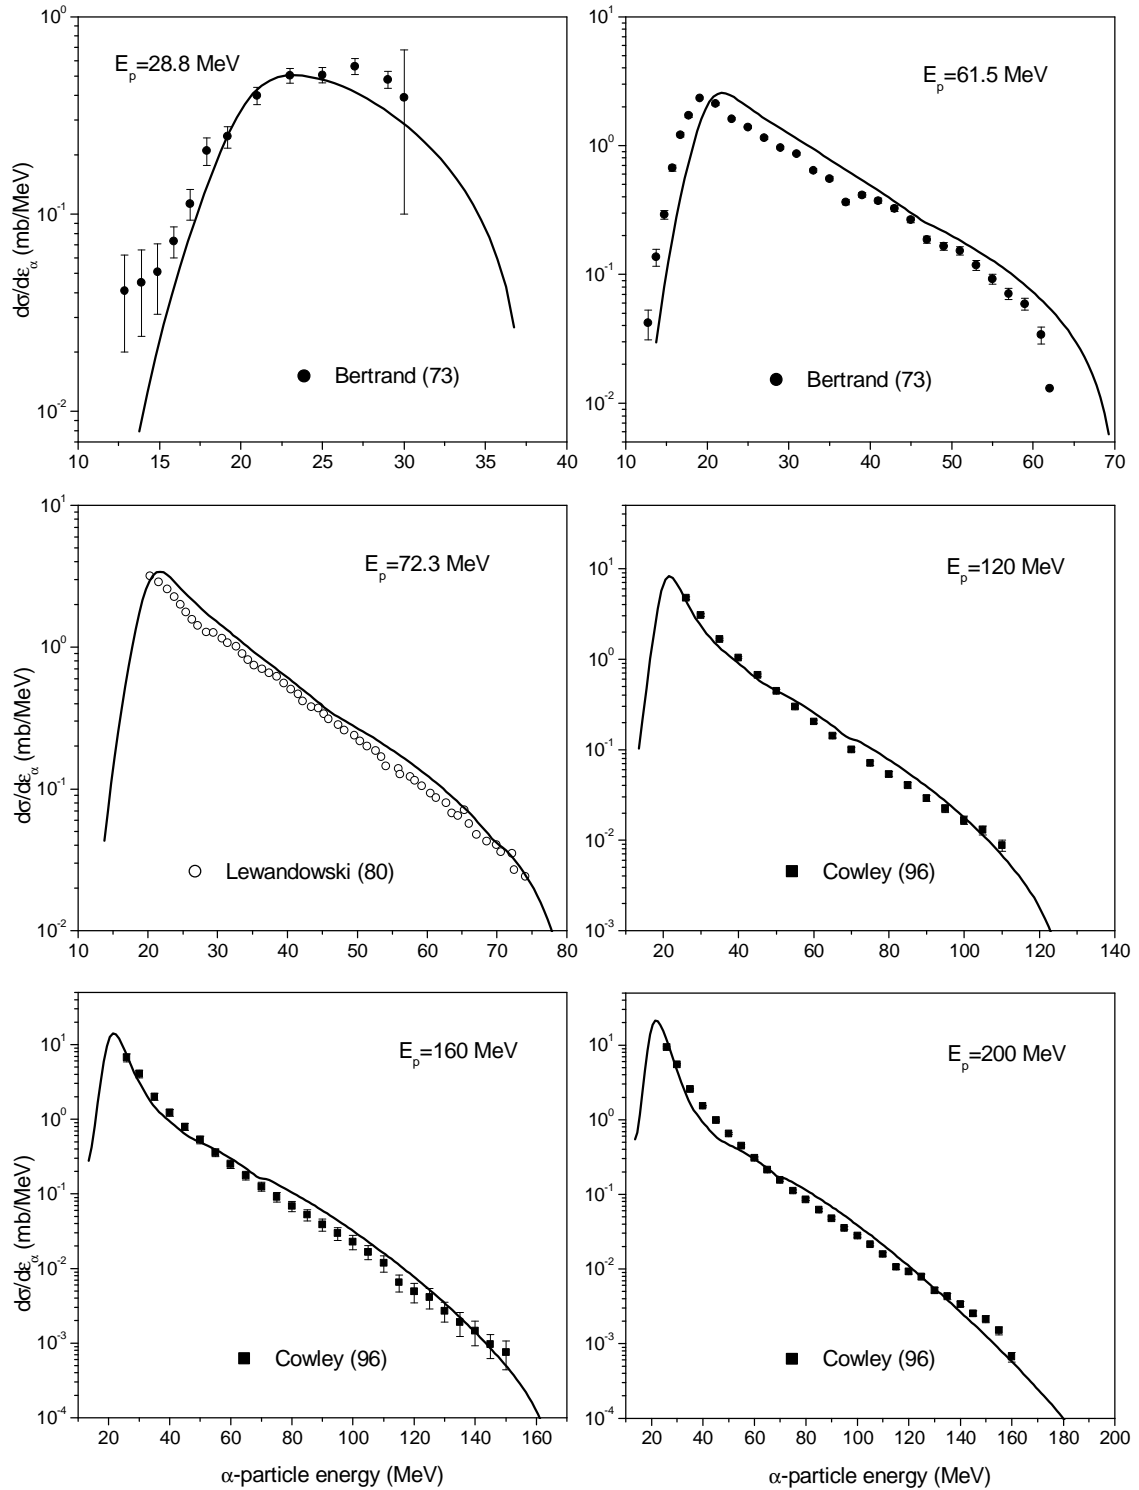 10^0
10^-1
10^-2
dσ/dε_α (mb/MeV)
E_p=28.8 MeV
Bertrand (73)
10 15 20 25 30 35 40
10^1
10^0
10^-1
10^-2
E_p=61.5 MeV
Bertrand (73)
10 20 30 40 50 60 70
10^1
10^0
10^-1
10^-2
dσ/dε_α (mb/MeV)
E_p=72.3 MeV
Lewandowski (80)
10 20 30 40 50 60 70 80
10^1
10^0
10^-1
10^-2
10^-3
E_p=120 MeV
Cowley (96)
20 40 60 80 100 120 140
10^1
10^0
10^-1
10^-2
10^-3
10^-4
dσ/dε_α (mb/MeV)
E_p=160 MeV
Cowley (96)
20 40 60 80 100 120 140 160
α-particle energy (MeV)
10^1
10^0
10^-1
10^-2
10^-3
10^-4
E_p=200 MeV
Cowley (96)
20 40 60 80 100 120 140 160 180 200
α-particle energy (MeV)